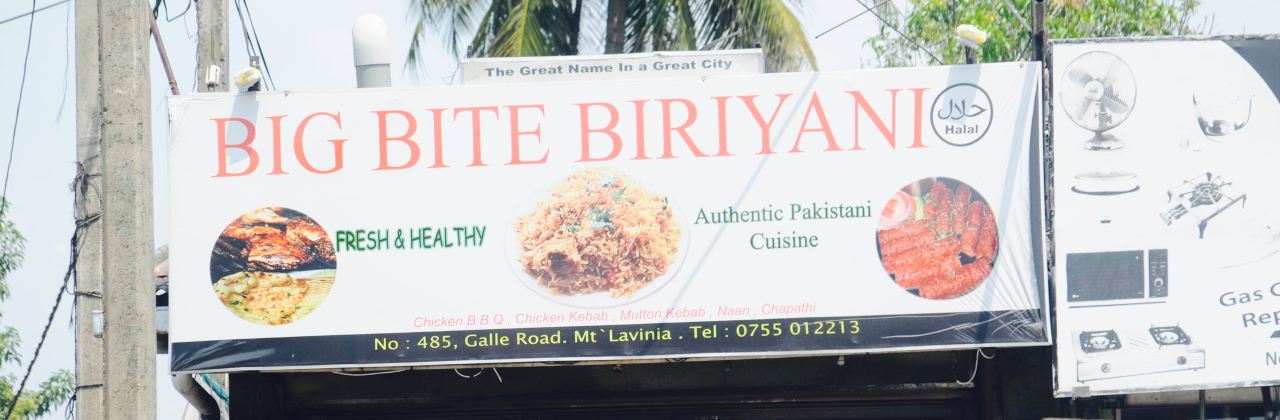 The Great Name In a Great City
BIG BITE BIRIYANI
حلال
Halal
FRESH & HEALTHY
Authentic Pakistani
Cuisine
Chicken B.B.Q , Chicken Kebab , Mutton Kebab , Naan , Chapathi
No : 485, Galle Road. Mt`Lavinia . Tel : 0755 012213
Gas